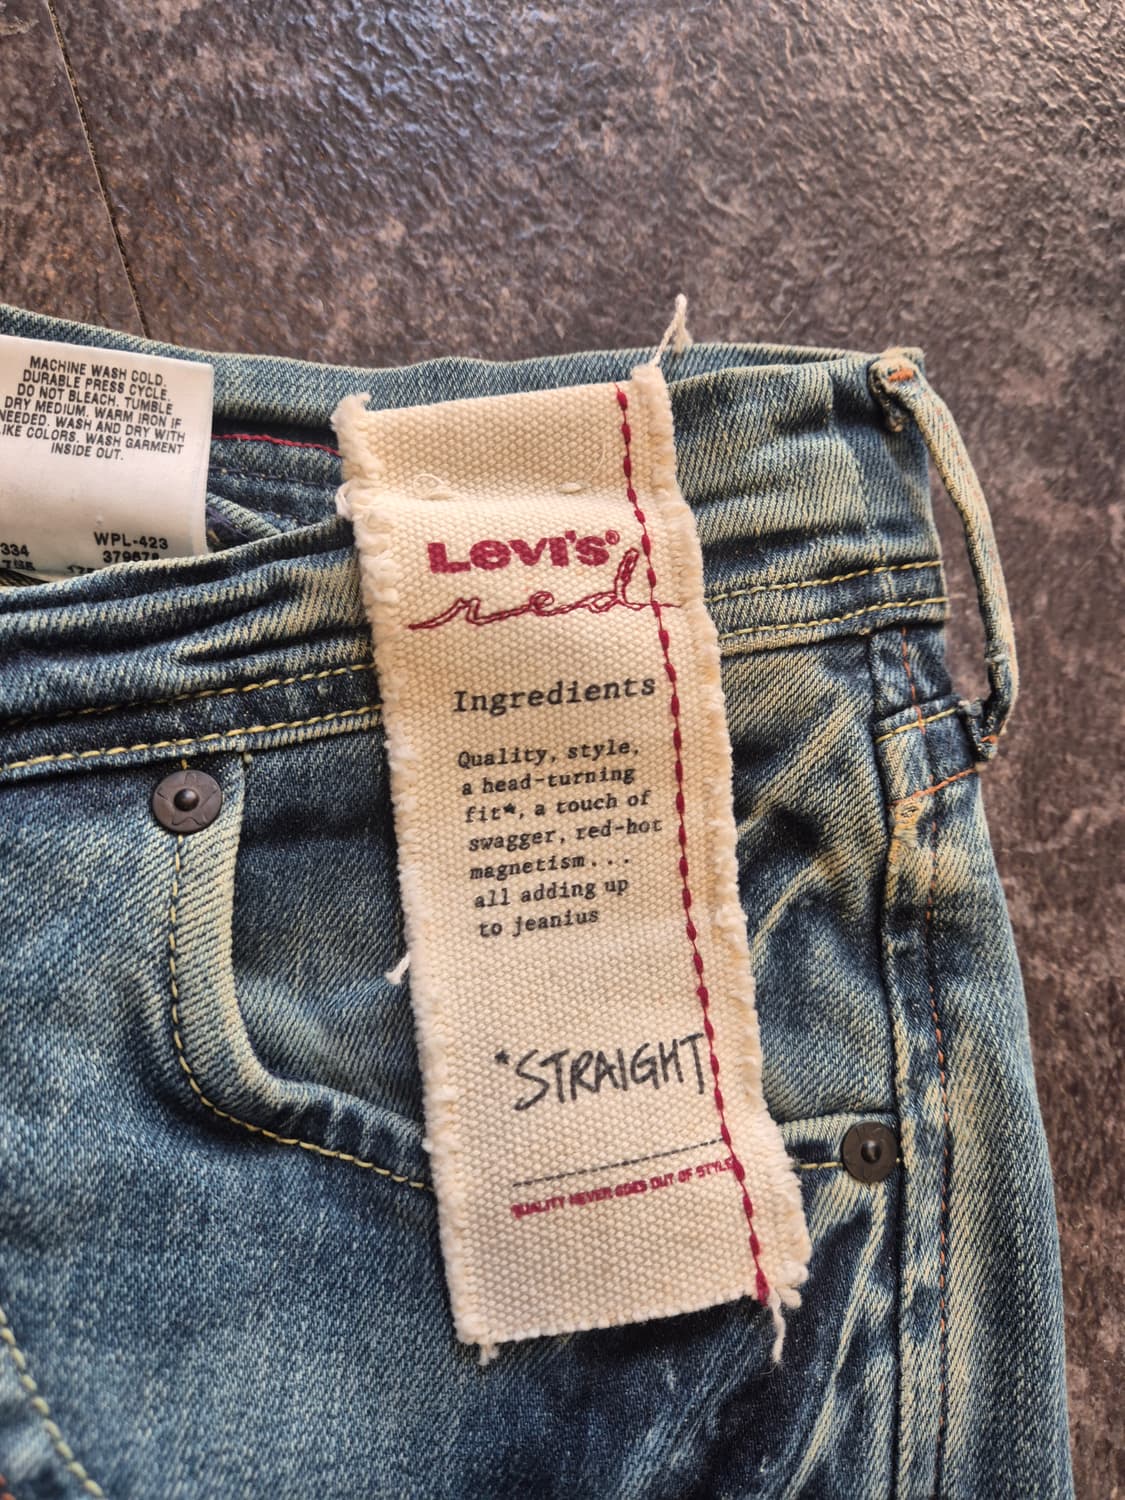 MACHINE WASH COLD.
DURABLE PRESS CYCLE.
DO NOT BLEACH. TUMBLE
DRY MEDIUM. WARM IRON IF
NEEDED. WASH AND DRY WITH
LIKE COLORS. WASH GARMENT
INSIDE OUT.
334 WPL-423
Levi's®
red
Ingredients
Quality, style,
a head-turning
fit*, a touch of
swagger, red-hot
magnetism...
all adding up
to jeanius
*STRAIGHT
QUALITY NEVER GOES OUT OF STYLE